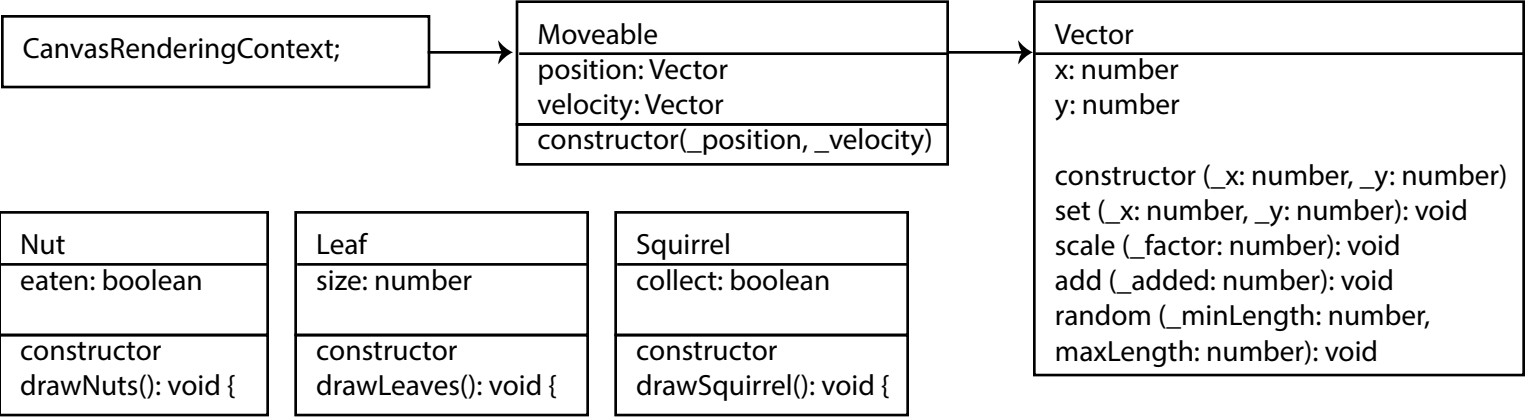 CanvasRenderingContext;
Moveable
position: Vector
velocity: Vector
constructor(_position, _velocity)
Vector
x: number
y: number
constructor (_x: number, _y: number)
set (_x: number, _y: number): void
scale (_factor: number): void
add (_added: number): void
random (_minLength: number,
maxLength: number): void
Nut
eaten: boolean
constructor
drawNuts(): void {
Leaf
size: number
constructor
drawLeaves(): void {
Squirrel
collect: boolean
constructor
drawSquirrel(): void {